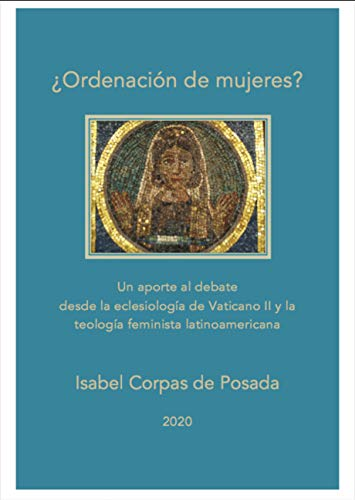 ¿Ordenación de mujeres?
Un aporte al debate
desde la eclesiología de Vaticano II y la
teología feminista latinoamericana
Isabel Corpas de Posada
2020